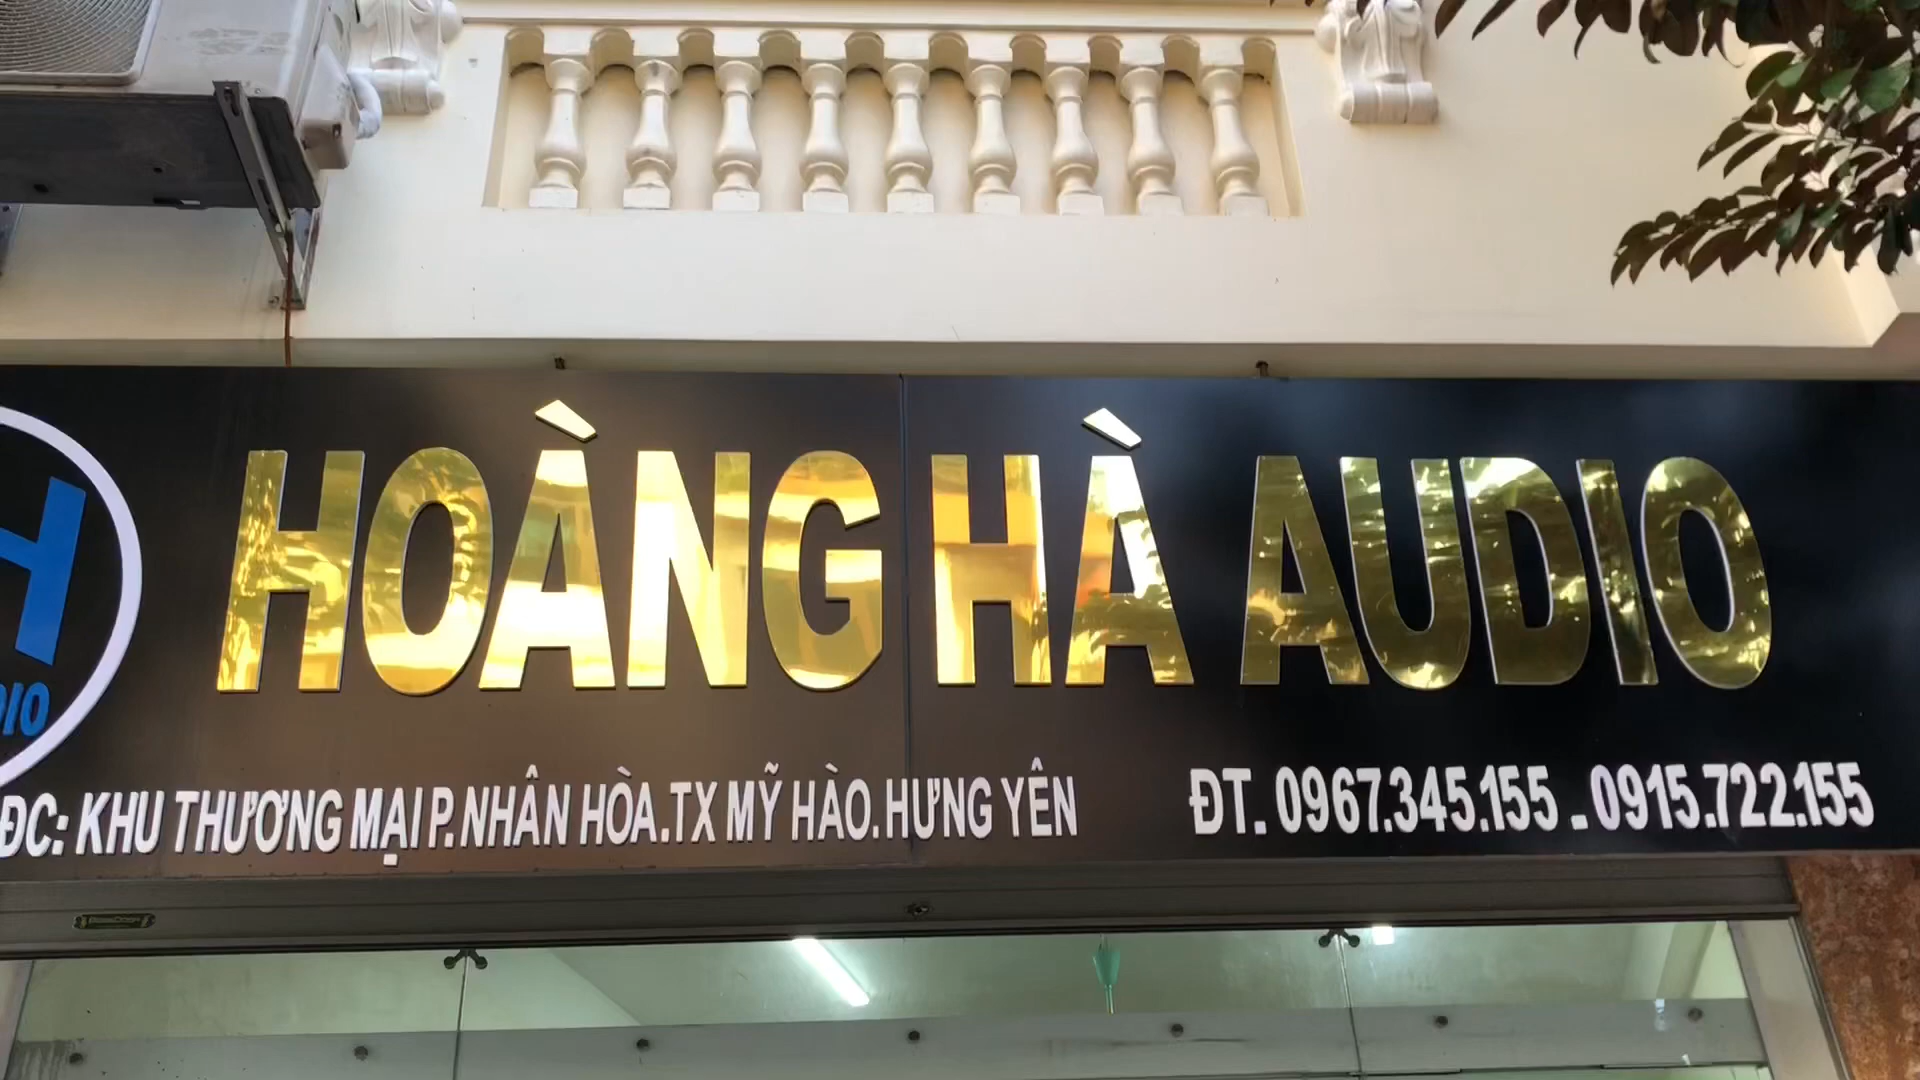 HOÀNG HÀ AUDIO
H
DIO
ĐC: KHU THƯƠNG MẠI P.NHÂN HÒA.TX MỸ HÀO.HƯNG YÊN
ĐT. 0967.345.155 . 0915.722.155